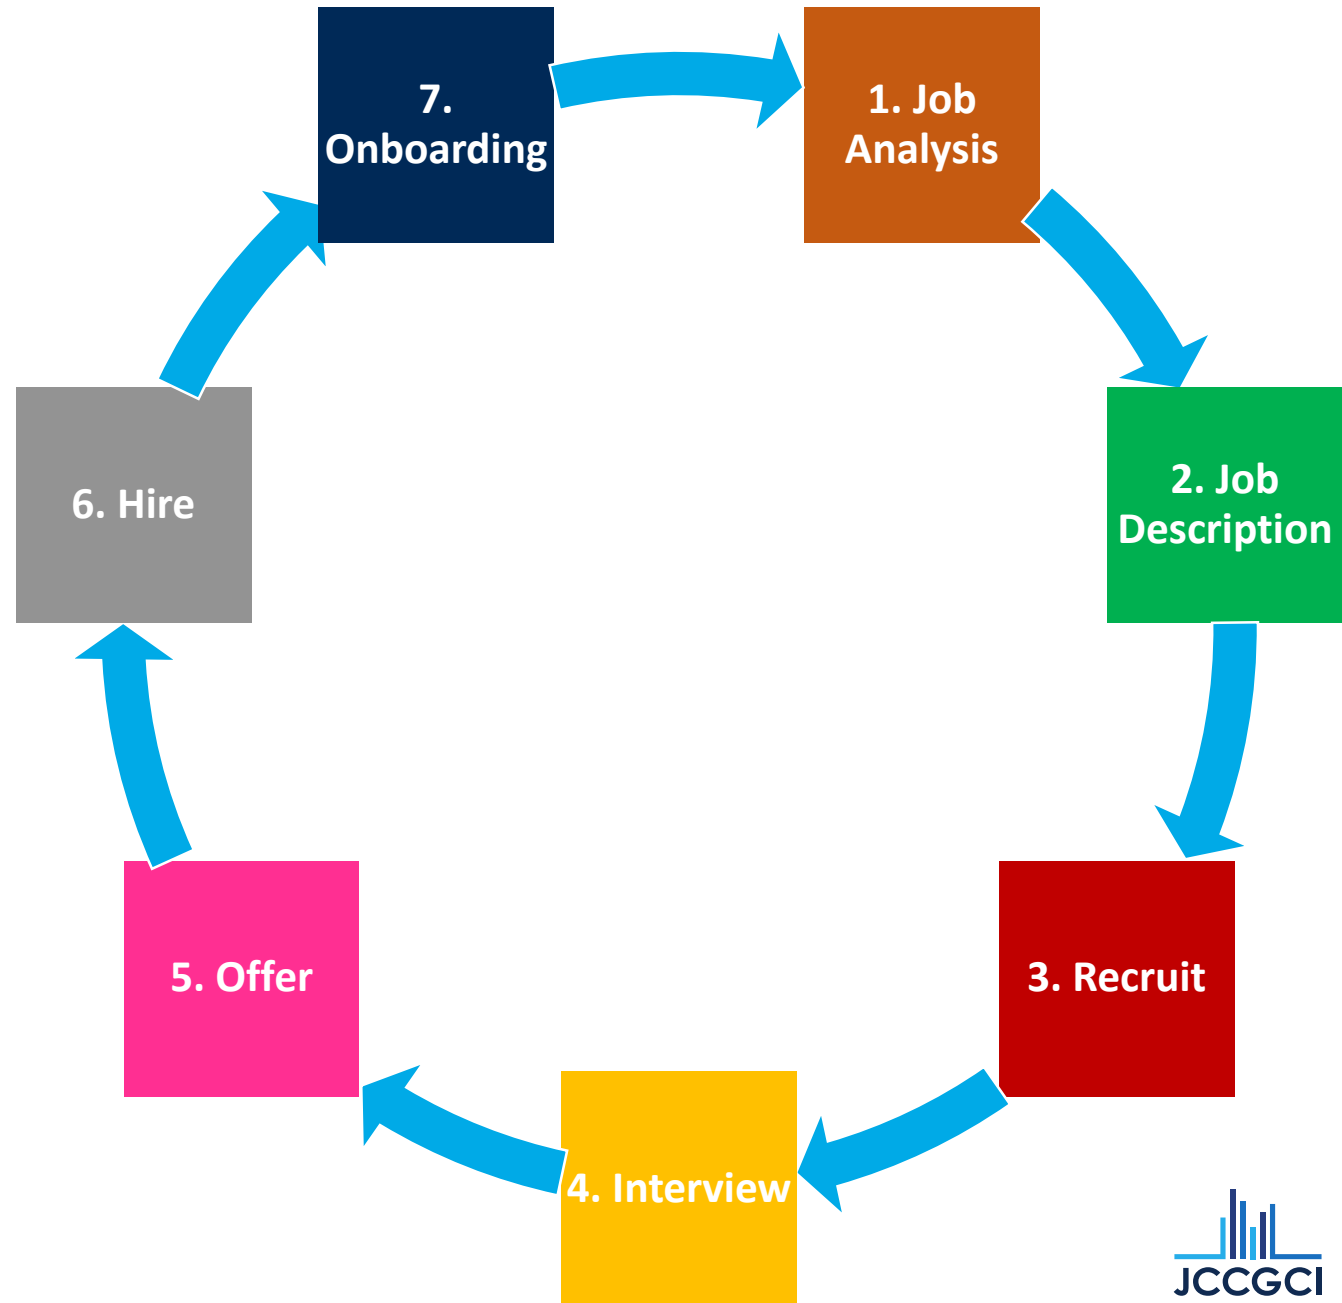 7.
Onboarding
1. Job
Analysis
2. Job
Description
3. Recruit
4. Interview
5. Offer
6. Hire
JCCGCI